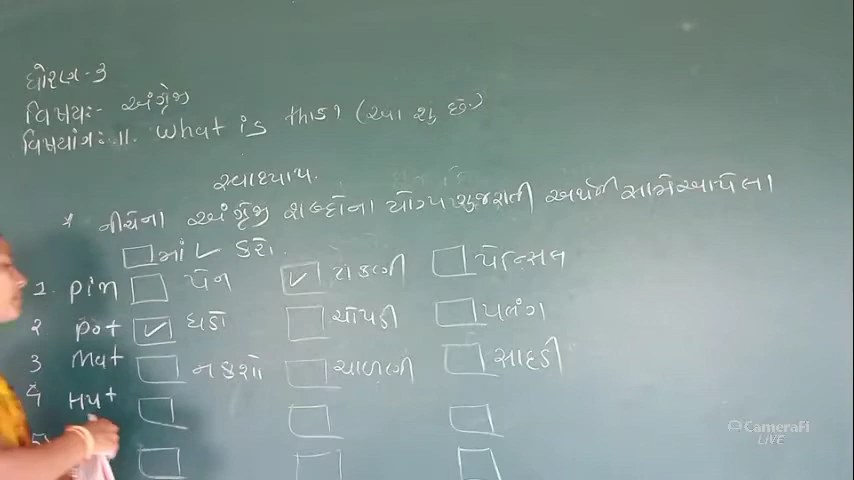 ધોરણ-3
વિષય:- અંગ્રેજી
વિષયાંગ:-11. What is this? (આ શું છે?)
સ્વાધ્યાય.
* નીચેના અંગ્રેજી શબ્દોના યોગ્ય ગુજરાતી અર્થની સામે આપેલા
☐માં ✓ કરો.
1. pin ☐ પેન ☑ ટાકણી ☐ પેન્સિલ
2 pot ☑ ઘડો ☐ ચોપડી ☐ પલંગ
3 Mat ☐ નકશો ☐ ચાળણી ☐ સાદડી
4 Hut ☐ ☐ ☐
☐ ☐ ☐
CameraFi
LIVE